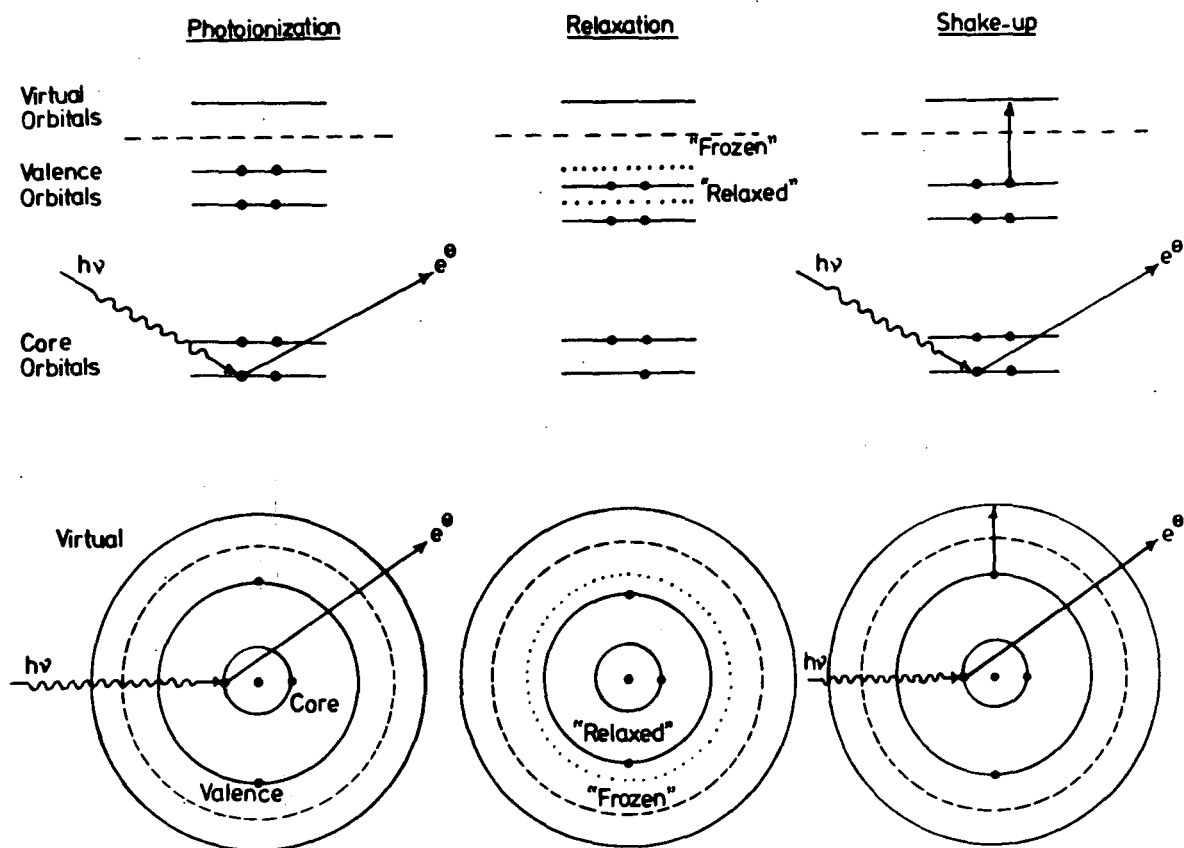 Photoionization
Relaxation
Shake-up
Virtual
Orbitals
Valence
Orbitals
"Frozen"
"Relaxed"
hν
e⊖
hν
e⊖
Core
Orbitals
Virtual
hν
e⊖
Core
Valence
"Relaxed"
"Frozen"
hν
e⊖